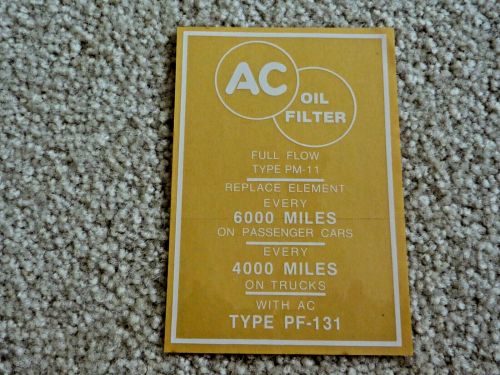 AC
OIL
FILTER
FULL FLOW
TYPE PM-11
REPLACE ELEMENT
EVERY
6000 MILES
ON PASSENGER CARS
EVERY
4000 MILES
ON TRUCKS
WITH AC
TYPE PF-131